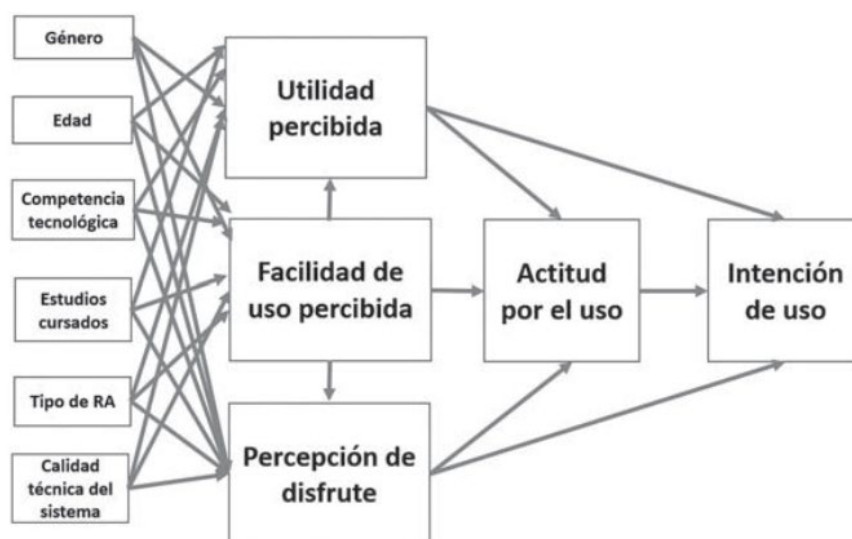 Género
Edad
Competencia
tecnológica
Estudios
cursados
Tipo de RA
Calidad
técnica del
sistema
Utilidad
percibida
Facilidad de
uso percibida
Percepción de
disfrute
Actitud
por el uso
Intención
de uso